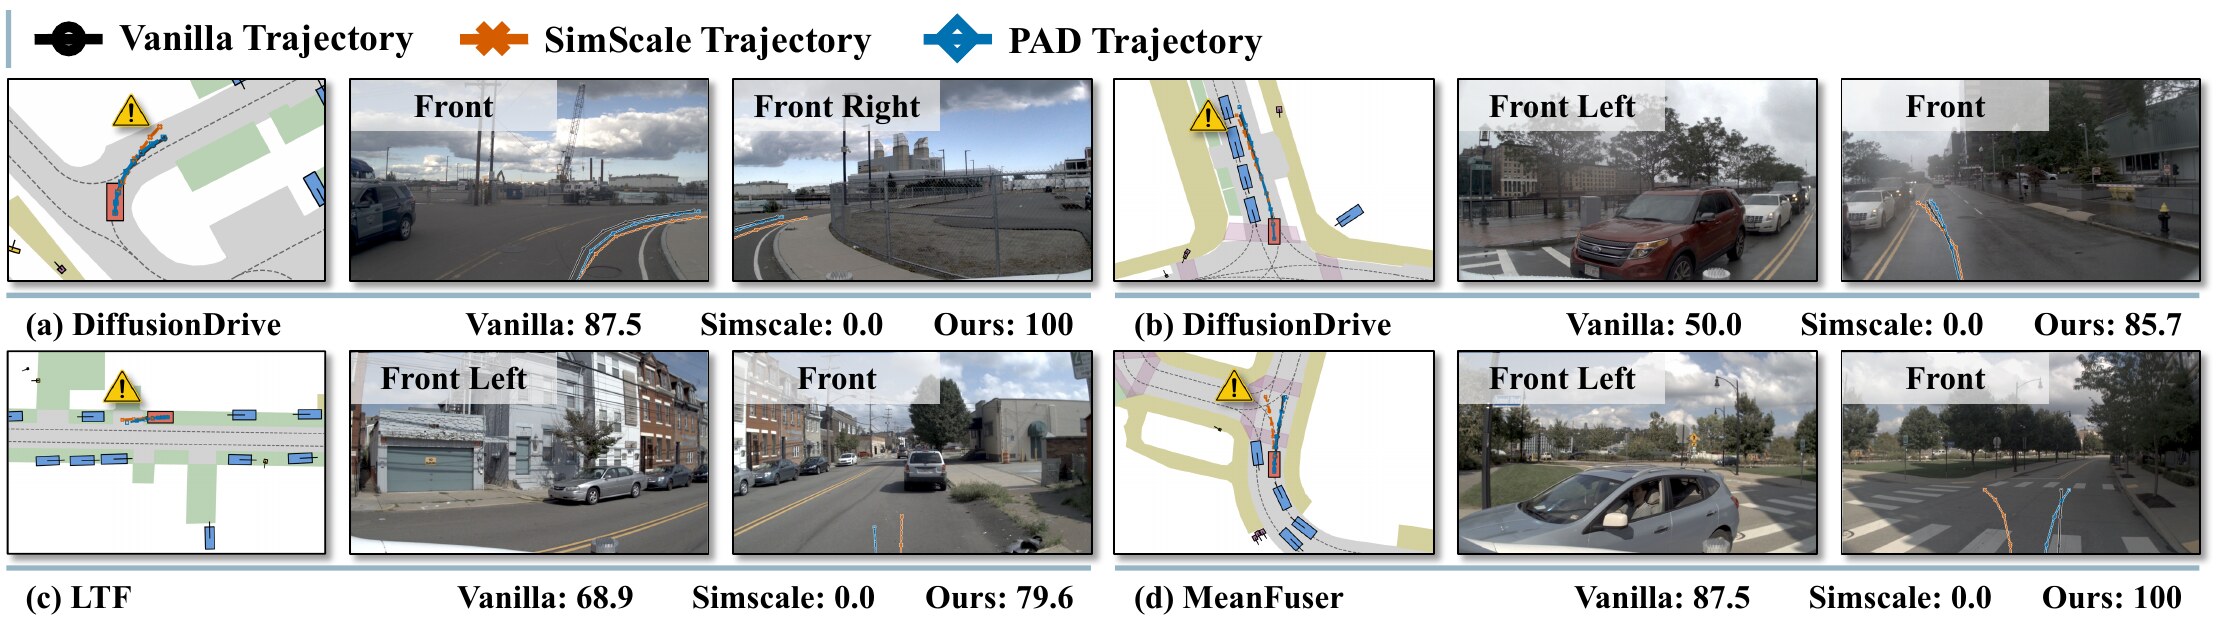 Vanilla Trajectory SimScale Trajectory PAD Trajectory
Front
Front Right
Front Left
Front
(a) DiffusionDrive Vanilla: 87.5 Simscale: 0.0 Ours: 100
(b) DiffusionDrive Vanilla: 50.0 Simscale: 0.0 Ours: 85.7
Front Left
Front
Front Left
Front
(c) LTF Vanilla: 68.9 Simscale: 0.0 Ours: 79.6
(d) MeanFuser Vanilla: 87.5 Simscale: 0.0 Ours: 100